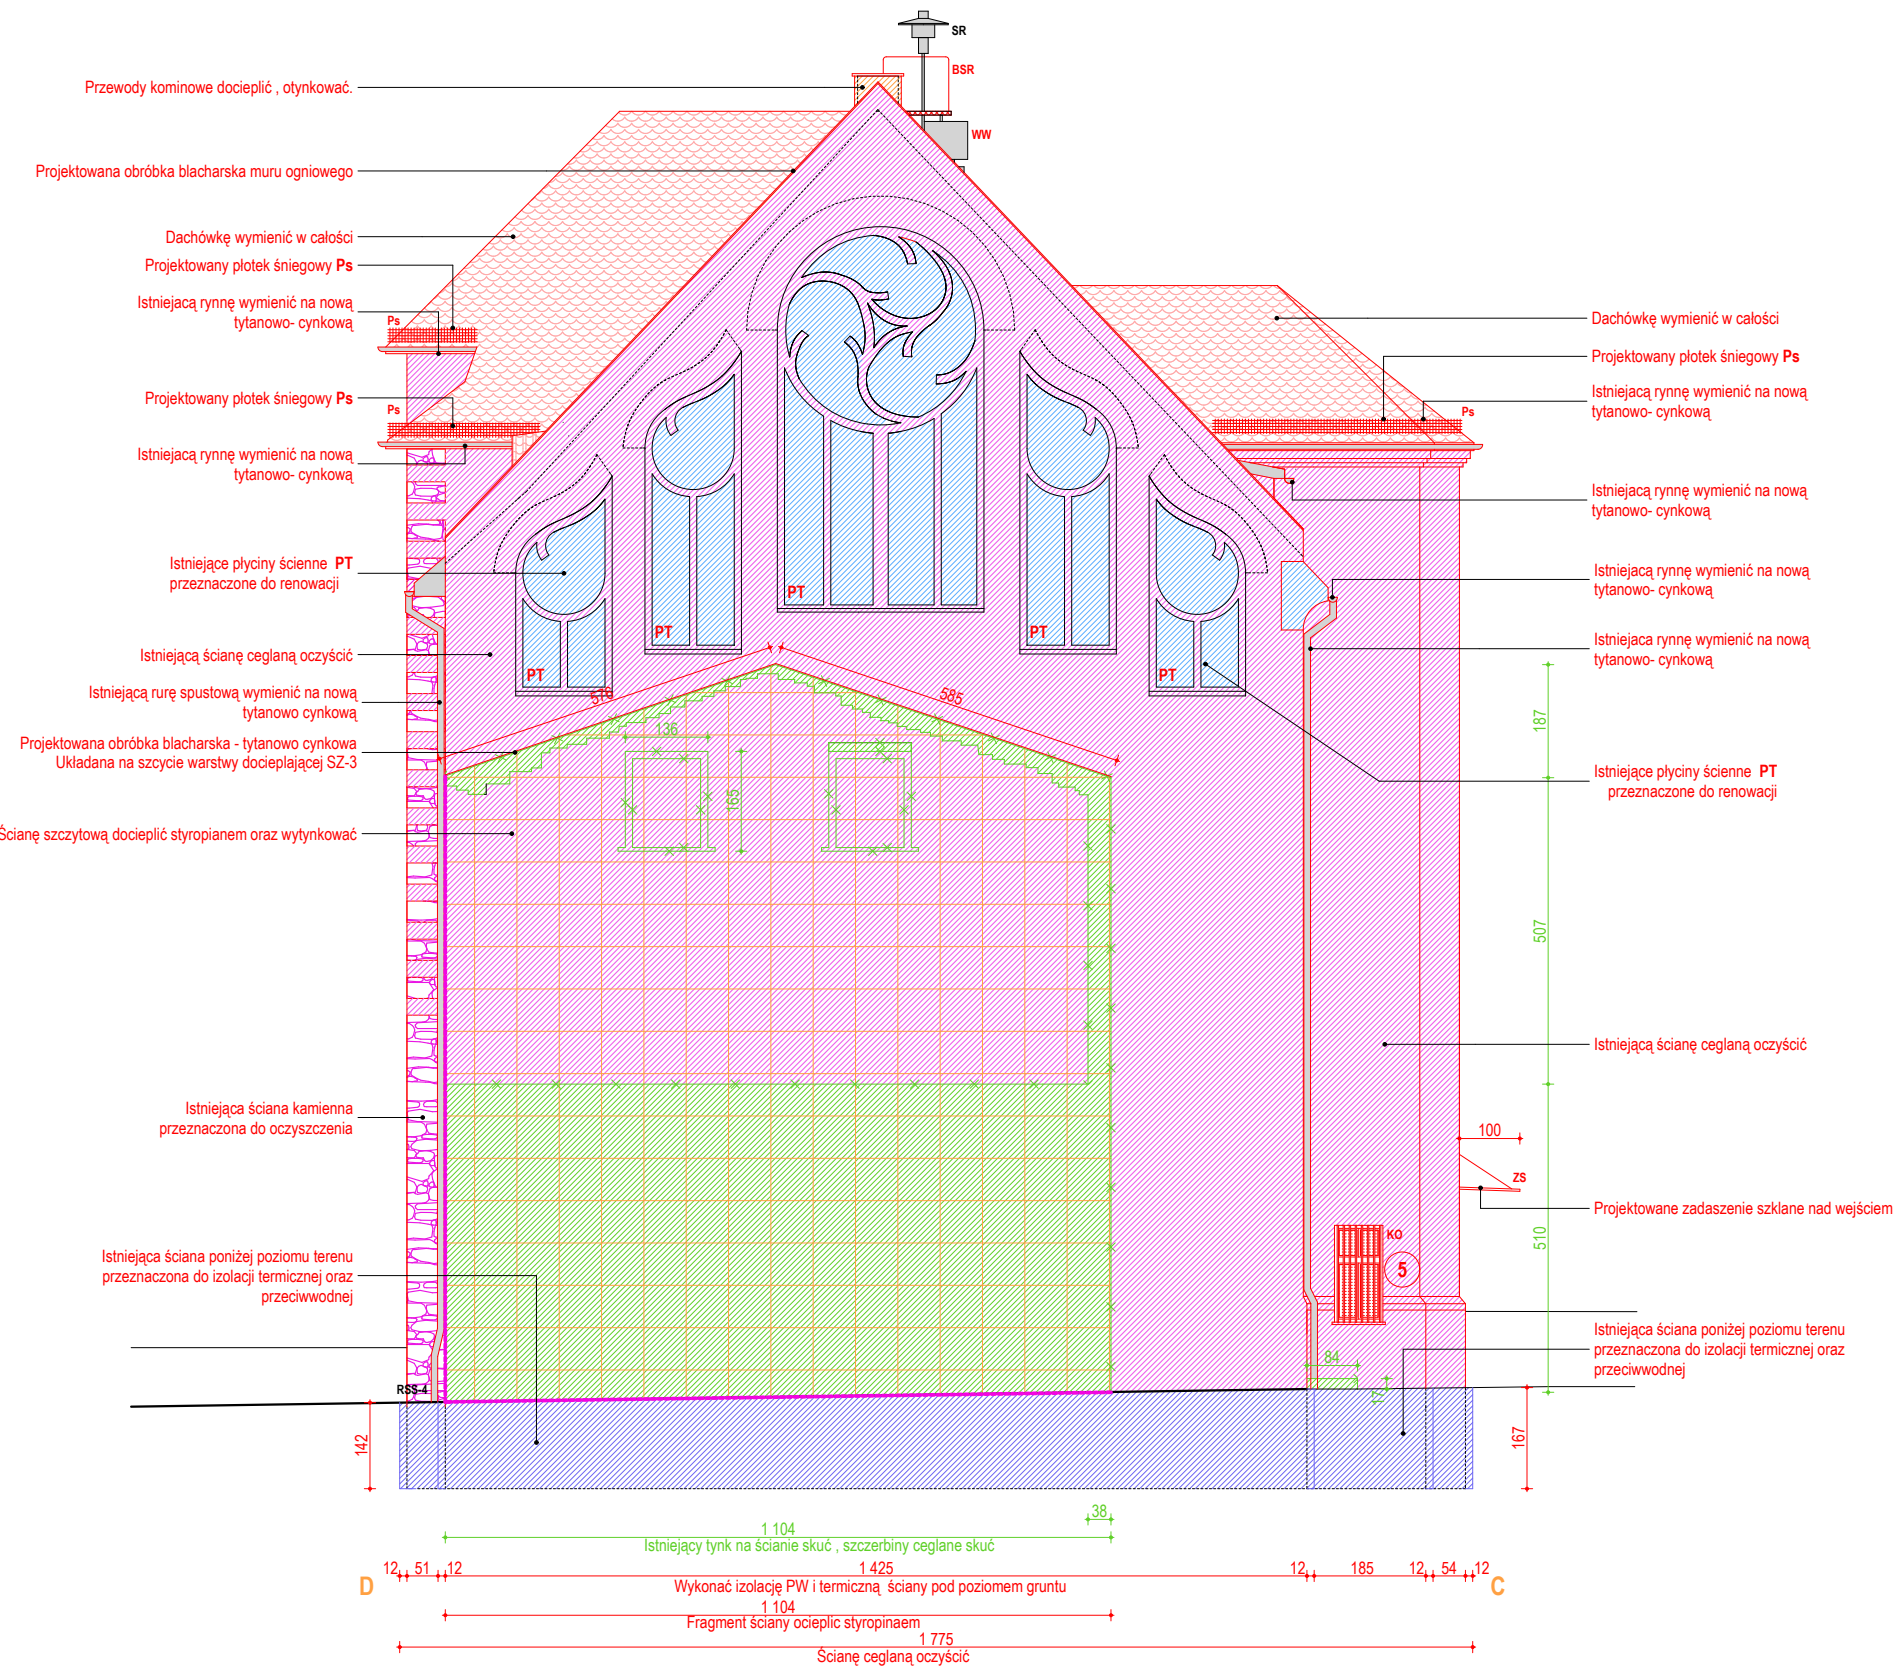 SR
BSR
WW
Przewody kominowe docieplić , otynkować.
Projektowana obróbka blacharska muru ogniowego
Dachówkę wymienić w całości
Projektowany płotek śniegowy Ps
Istniejacą rynnę wymienić na nową
tytanowo- cynkową
Ps
Projektowany płotek śniegowy Ps
Ps
Istniejacą rynnę wymienić na nową
tytanowo- cynkową
Istniejące płyciny ścienne PT
przeznaczone do renowacji
Istniejącą ścianę ceglaną oczyścić
Istniejącą rurę spustową wymienić na nową
tytanowo cynkową
Projektowana obróbka blacharska - tytanowo cynkowa
Układana na szcycie warstwy docieplającej SZ-3
Ścianę szczytową docieplić styropianem oraz wytynkować
Istniejąca ściana kamienna
przeznaczona do oczyszczenia
Istniejąca ściana poniżej poziomu terenu
przeznaczona do izolacji termicznej oraz
przeciwwodnej
RSS-4
142
PT
PT
PT
PT
PT
570
585
136
165
Dachówkę wymienić w całości
Projektowany płotek śniegowy Ps
Istniejacą rynnę wymienić na nową
tytanowo- cynkową
Ps
Istniejacą rynnę wymienić na nową
tytanowo- cynkową
Istniejacą rynnę wymienić na nową
tytanowo- cynkową
Istniejaca rynnę wymienić na nową
tytanowo- cynkową
187
Istniejące płyciny ścienne PT
przeznaczone do renowacji
507
Istniejącą ścianę ceglaną oczyścić
100
ZS
Projektowane zadaszenie szklane nad wejściem
510
KO
5
Istniejąca ściana poniżej poziomu terenu
przeznaczona do izolacji termicznej oraz
przeciwwodnej
84
167
38
1 104
Istniejący tynk na ścianie skuć , szczerbiny ceglane skuć
D
12 51 12 1 425 12 185 12 54 12
C
Wykonać izolację PW i termiczną ściany pod poziomem gruntu
1 104
Fragment ściany ocieplic styropinaem
1 775
Ścianę ceglaną oczyścić